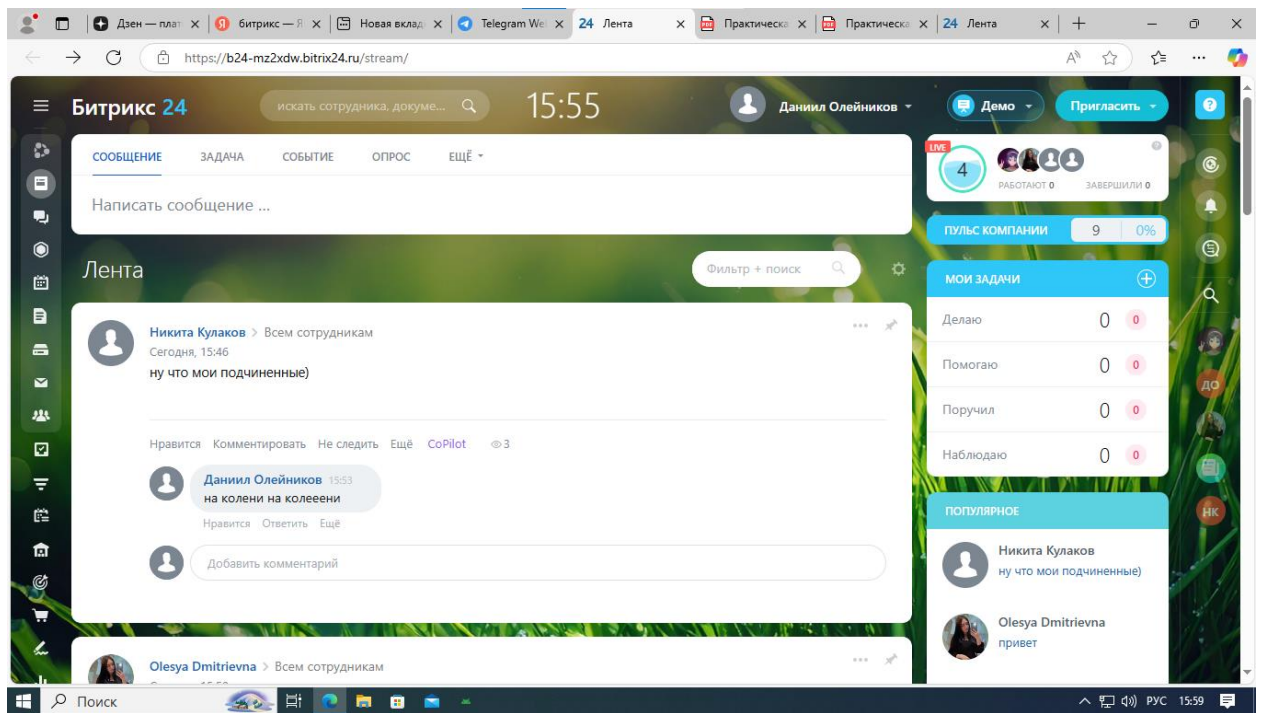 Дзен — плат
битрикс — Я
Новая вклад
Telegram We
24 Лента
Практическа
Практическа
24 Лента
https://b24-mz2xdw.bitrix24.ru/stream/
Битрикс 24
искать сотрудника, докуме...
15:55
Даниил Олейников
Демо
Пригласить
СООБЩЕНИЕ ЗАДАЧА СОБЫТИЕ ОПРОС ЕЩЁ
Написать сообщение ...
LIVE
4
РАБОТАЮТ 0 ЗАВЕРШИЛИ 0
ПУЛЬС КОМПАНИИ 9 0%
Лента
Фильтр + поиск
МОИ ЗАДАЧИ
Делаю 0 0
Помогаю 0 0
Поручил 0 0
Наблюдаю 0 0
Никита Кулаков > Всем сотрудникам
Сегодня, 15:46
ну что мои подчиненные)
Нравится Комментировать Не следить Ещё CoPilot 3
Даниил Олейников 15:53
на колени на колееени
Нравится Ответить Ещё
Добавить комментарий
Olesya Dmitrievna > Всем сотрудникам
ПОПУЛЯРНОЕ
Никита Кулаков
ну что мои подчиненные)
Olesya Dmitrievna
привет
ДО
НК
Поиск
РУС 15:59